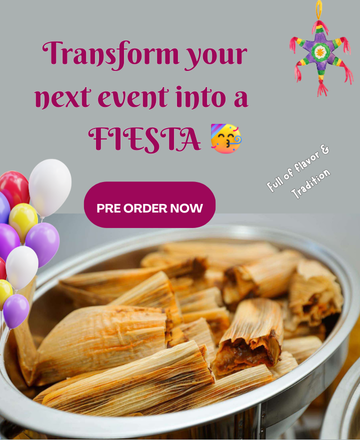 Transform your
next event into a
FIESTA 🥳
full of flavor &
Tradition
PRE ORDER NOW